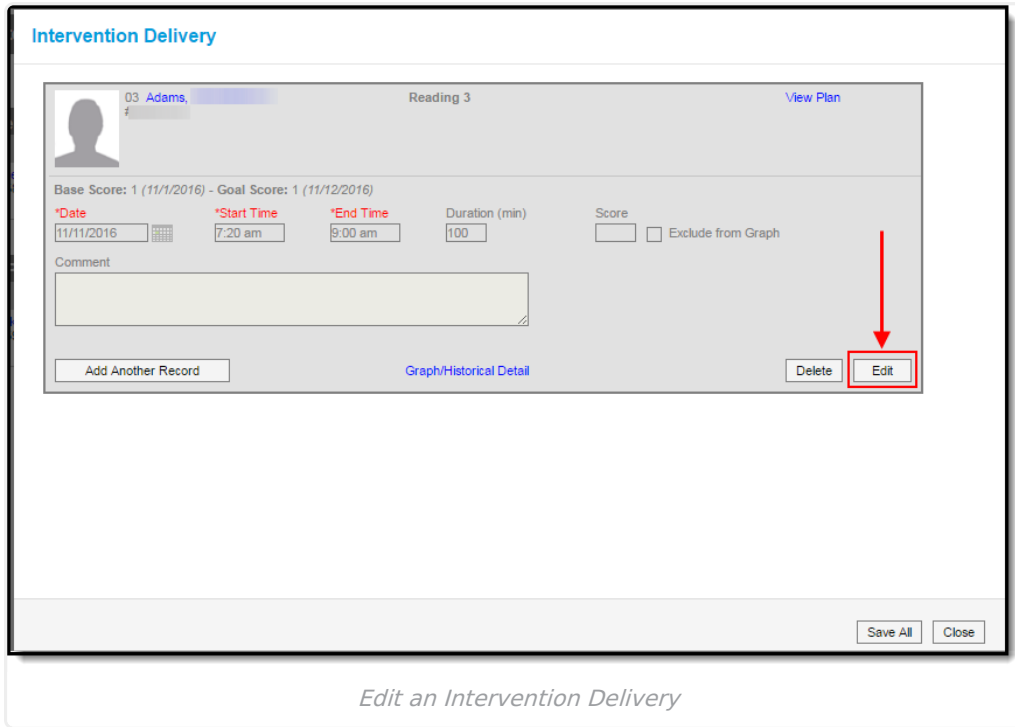 Intervention Delivery
03 Adams, Reading 3 View Plan
#
Base Score: 1 (11/1/2016) - Goal Score: 1 (11/12/2016)
*Date *Start Time *End Time Duration (min) Score
11/11/2016 7:20 am 9:00 am 100 Exclude from Graph
Comment
Add Another Record Graph/Historical Detail Delete Edit
Save All Close
Edit an Intervention Delivery